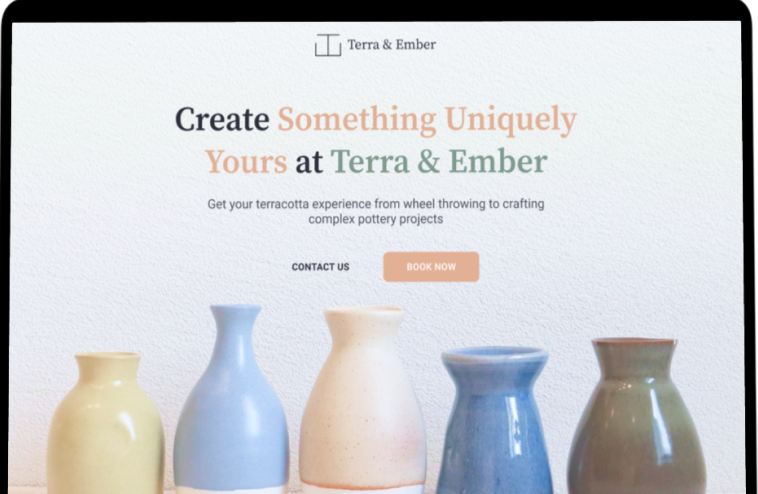 Terra & Ember
Create Something Uniquely
Yours at Terra & Ember
Get your terracotta experience from wheel throwing to crafting
complex pottery projects
CONTACT US
BOOK NOW